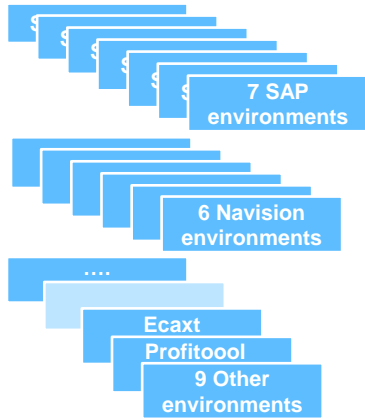 7 SAP
environments
6 Navision
environments
....
Ecaxt
Profitoool
9 Other
environments